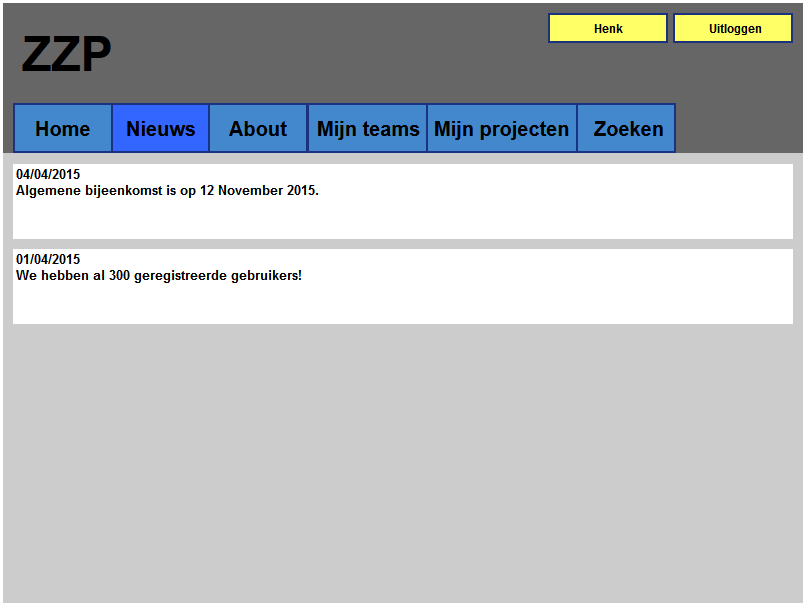 Henk
Uitloggen
ZZP
Home
Nieuws
About
Mijn teams
Mijn projecten
Zoeken
04/04/2015
Algemene bijeenkomst is op 12 November 2015.
01/04/2015
We hebben al 300 geregistreerde gebruikers!